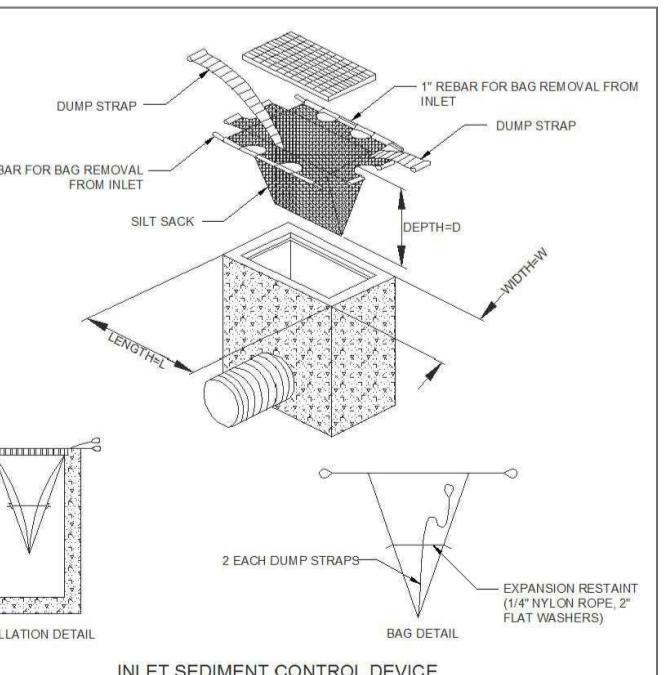 DUMP STRAP
1" REBAR FOR BAG REMOVAL FROM
INLET
DUMP STRAP
BAR FOR BAG REMOVAL
FROM INLET
SILT SACK
DEPTH=D
WIDTH=W
LENGTH=L
2 EACH DUMP STRAPS
EXPANSION RESTAINT
(1/4" NYLON ROPE, 2"
FLAT WASHERS)
LLATION DETAIL
BAG DETAIL
INLET SEDIMENT CONTROL DEVICE